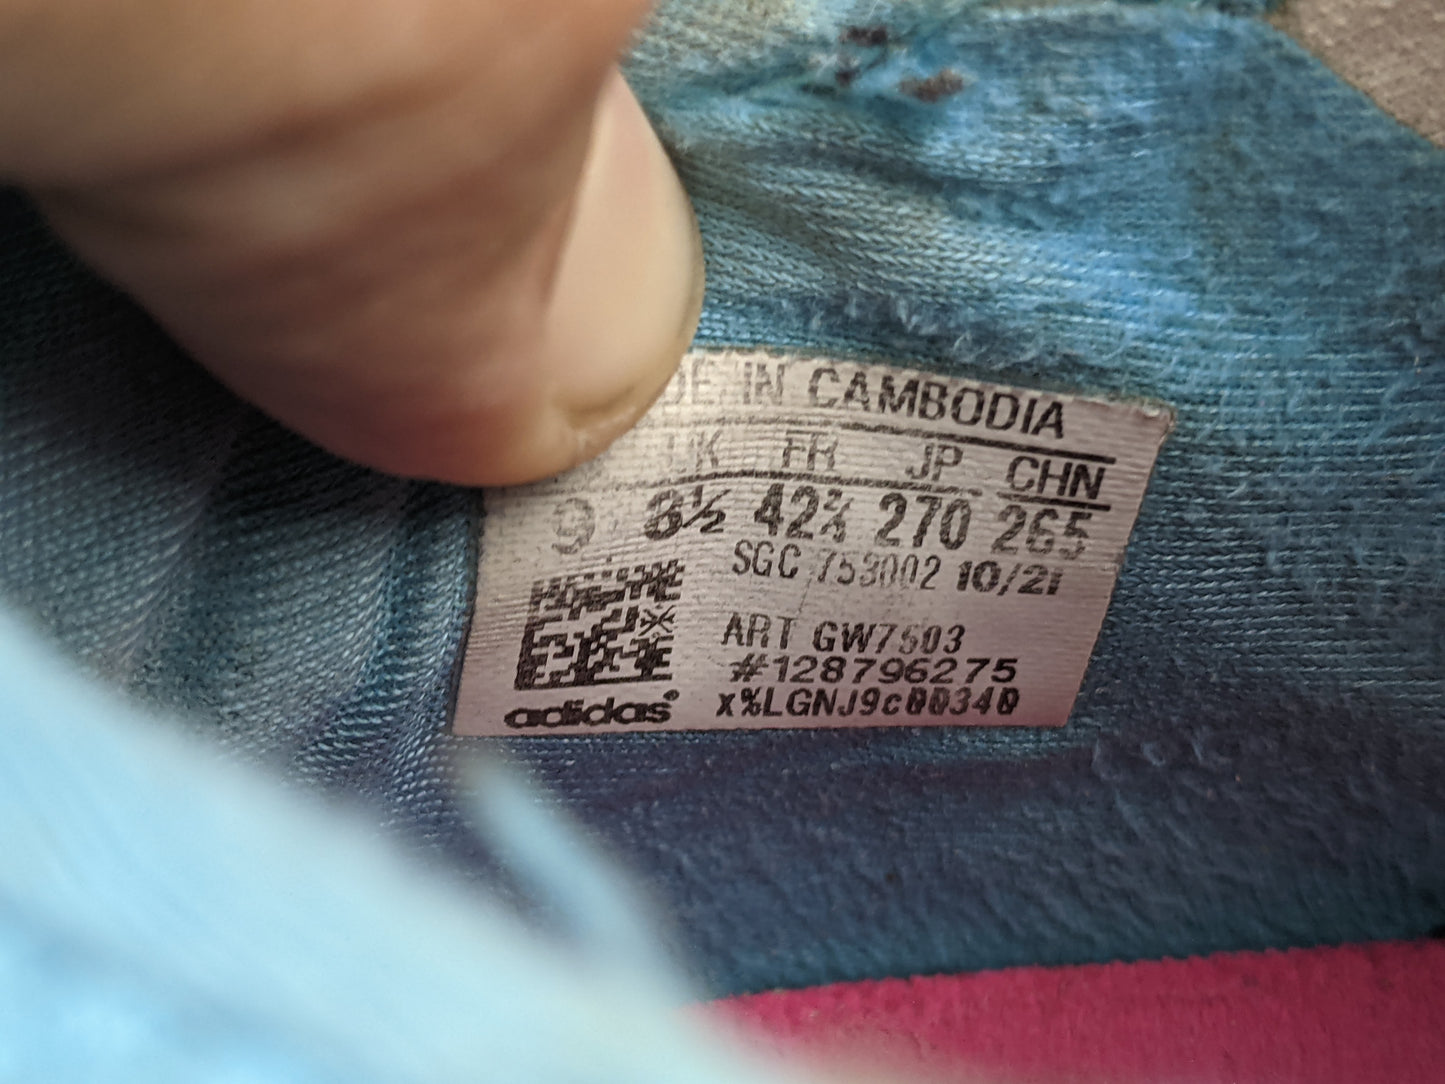 DE IN CAMBODIA
UK FR JP CHN
9 8½ 42⅔ 270 265
SGC 753002 10/21
ART GW7503
#128796275
adidas® x%LGNJ9c00340